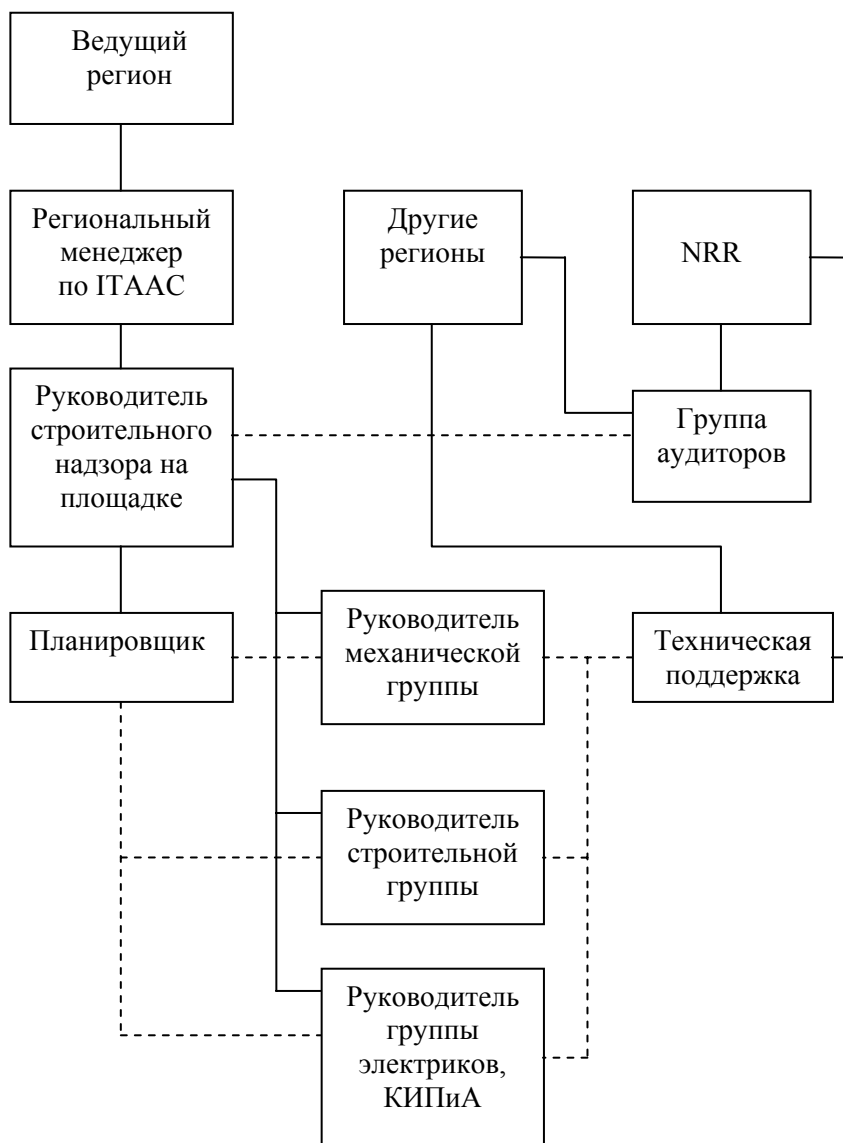 Ведущий
регион
Региональный
менеджер
по ITAAC
Другие
регионы
NRR
Руководитель
строительного
надзора на
площадке
Группа
аудиторов
Планировщик
Руководитель
механической
группы
Техническая
поддержка
Руководитель
строительной
группы
Руководитель
группы
электриков,
КИПиА